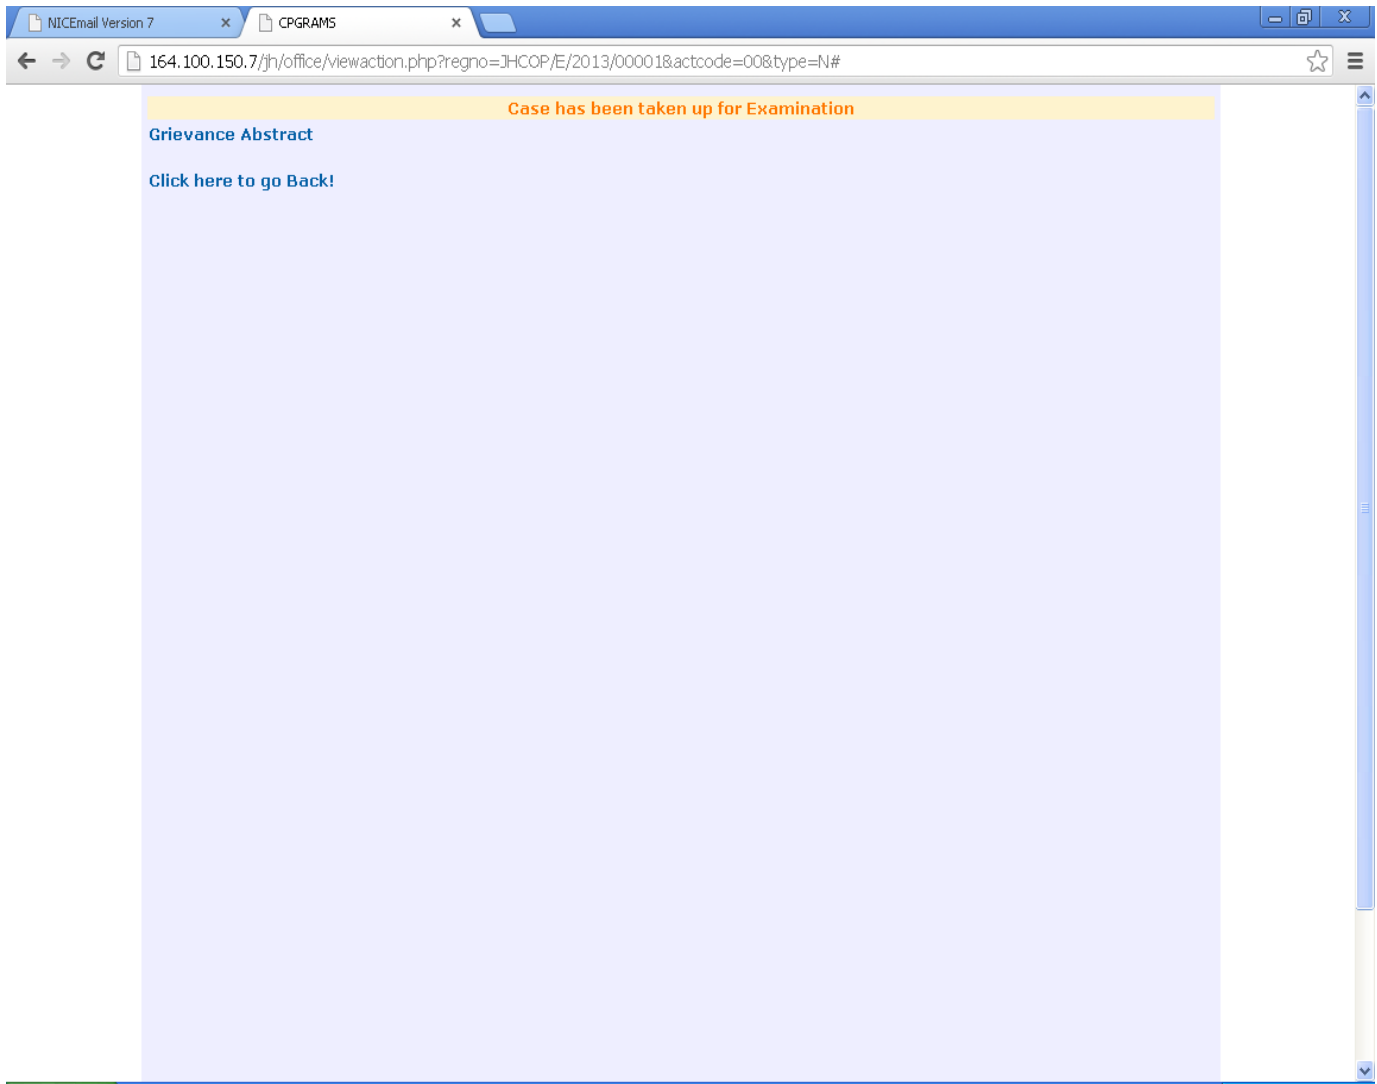 NICEmail Version 7
CPGRAMS
164.100.150.7/jh/office/viewaction.php?regno=JHCOP/E/2013/00001&actcode=00&type=N#
Case has been taken up for Examination
Grievance Abstract
Click here to go Back!